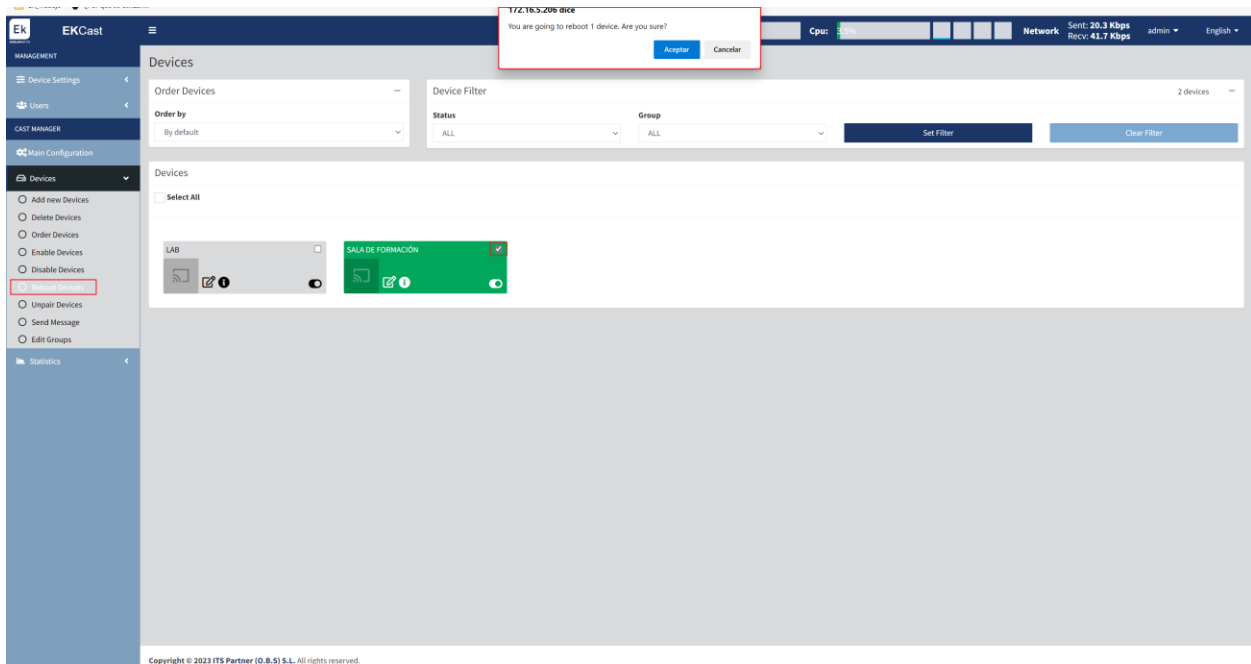 172.16.5.206 dice
You are going to reboot 1 device. Are you sure?
Aceptar Cancelar
Ek EKCast
Cpu: 3.5%
Network Sent: 20.3 Kbps
Recv: 41.7 Kbps
admin
English
MANAGEMENT
Device Settings
Users
CAST MANAGER
Main Configuration
Devices
Add new Devices
Delete Devices
Order Devices
Enable Devices
Disable Devices
Reboot Devices
Unpair Devices
Send Message
Edit Groups
Statistics
Devices
Order Devices
Order by
By default
Device Filter
2 devices
Status
Group
ALL
ALL
Set Filter
Clear Filter
Devices
Select All
LAB
SALA DE FORMACIÓN
Copyright © 2023 ITS Partner (O.B.S) S.L. All rights reserved.